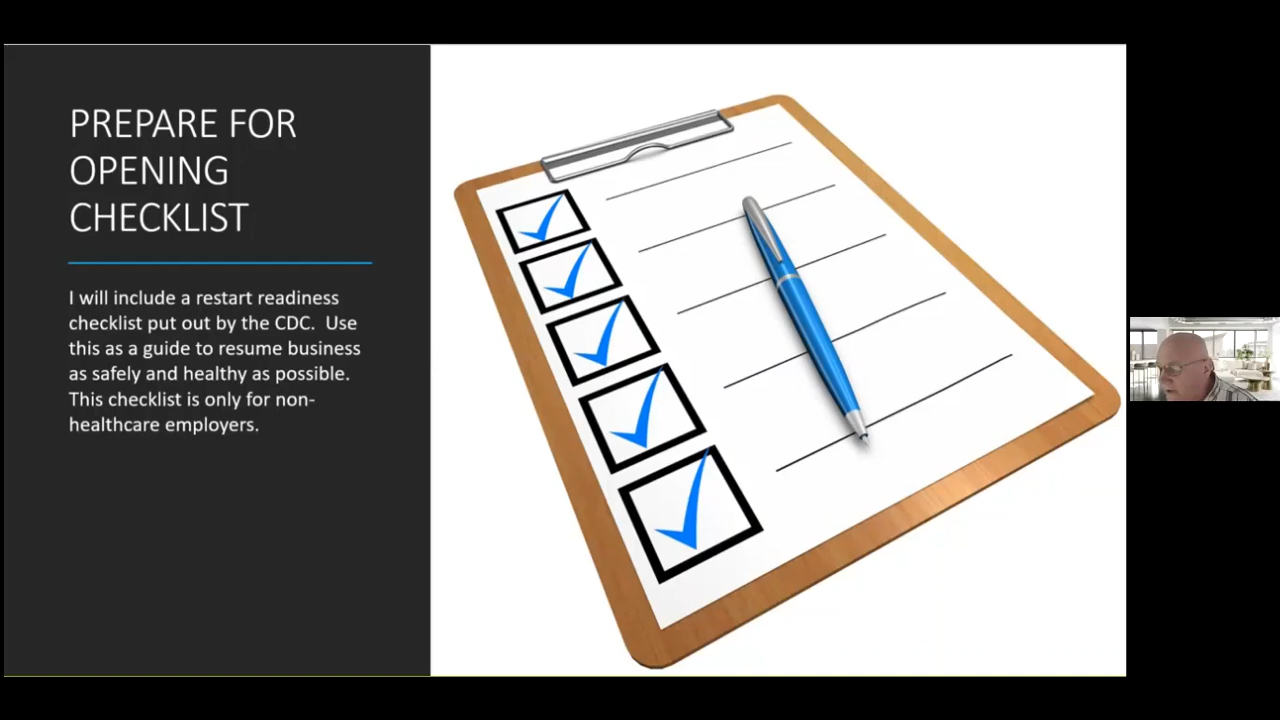 PREPARE FOR
OPENING
CHECKLIST
I will include a restart readiness
checklist put out by the CDC.  Use
this as a guide to resume business
as safely and healthy as possible.
This checklist is only for non-
healthcare employers.